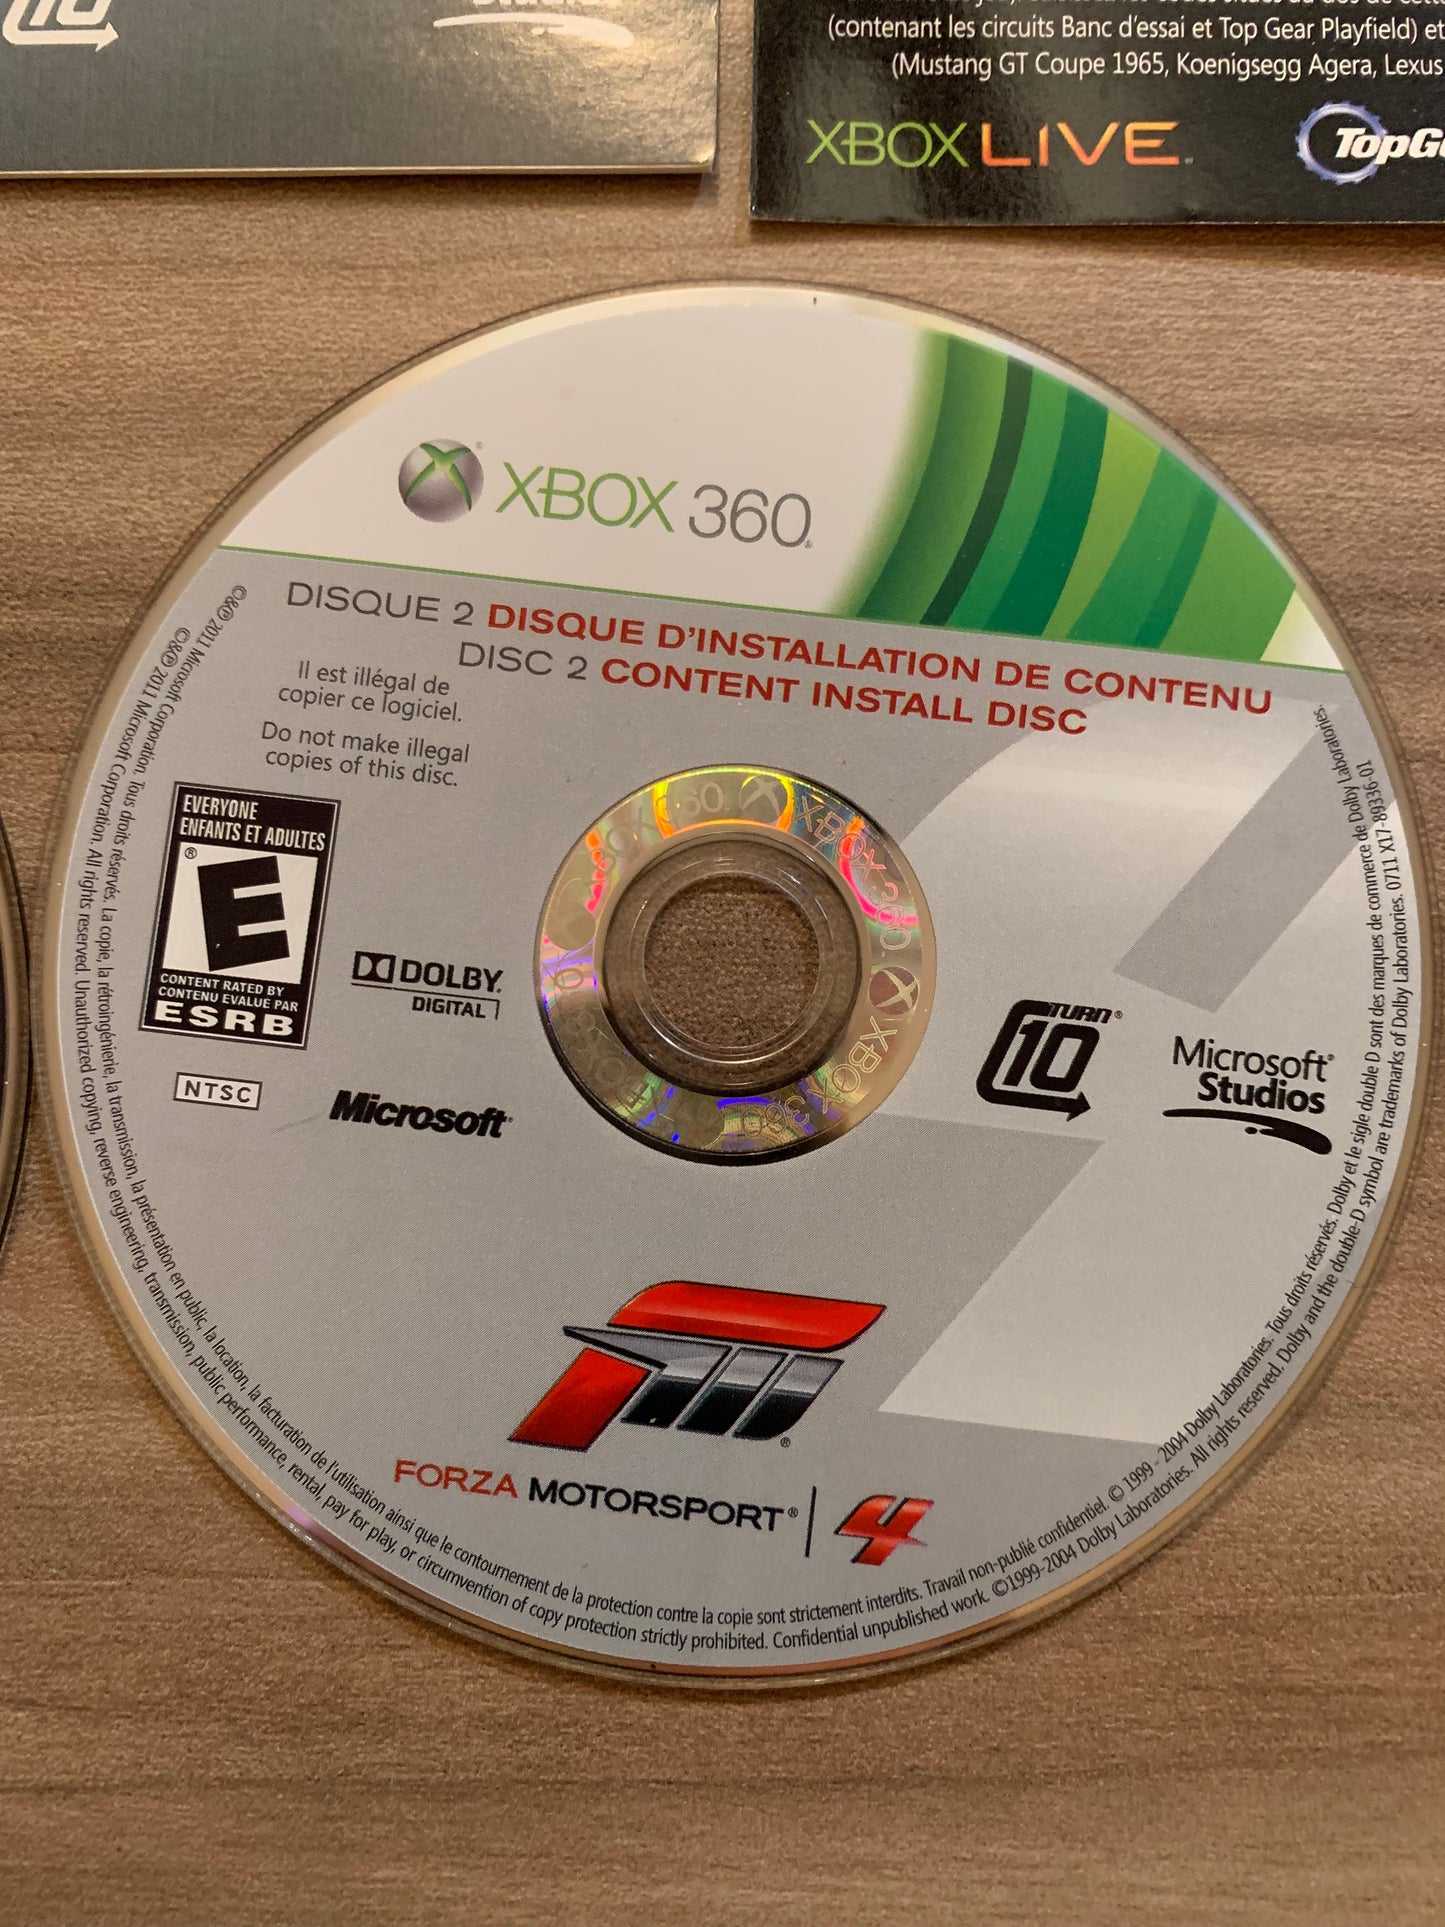 10
(contenant les circuits Banc d'essai et Top Gear Playfield) et
(Mustang GT Coupe 1965, Koenigsegg Agera, Lexus
XBOX LIVE
TopG
XBOX 360
DISQUE 2 DISQUE D'INSTALLATION DE CONTENU
DISC 2 CONTENT INSTALL DISC
Il est illégal de
copier ce logiciel.
Do not make illegal
copies of this disc.
EVERYONE
ENFANTS ET ADULTES
E
CONTENT RATED BY
CONTENU EVALUE PAR
ESRB
NTSC
DOLBY
DIGITAL
Microsoft
XBOX 360
TURN
10
Microsoft
Studios
FORZA MOTORSPORT® | 4
©&℗ 2011 Microsoft Corporation. Tous droits réservés. La copie, la rétroingénierie, la transmission, la présentation en public, la location, la facturation de l'utilisation ainsi que le contournement de la protection contre la copie sont strictement interdits. Travail non-publié confidentiel. © 1999 - 2004 Dolby Laboratories. Tous droits réservés. Dolby et le sigle double D sont des marques de commerce de Dolby Laboratories.
©&℗ 2011 Microsoft Corporation. All rights reserved. Unauthorized copying, reverse engineering, transmission, public performance, rental, pay for play, or circumvention of copy protection strictly prohibited. Confidential unpublished work. ©1999-2004 Dolby Laboratories. All rights reserved. Dolby and the double-D symbol are trademarks of Dolby Laboratories. 0711 X17-89336-01